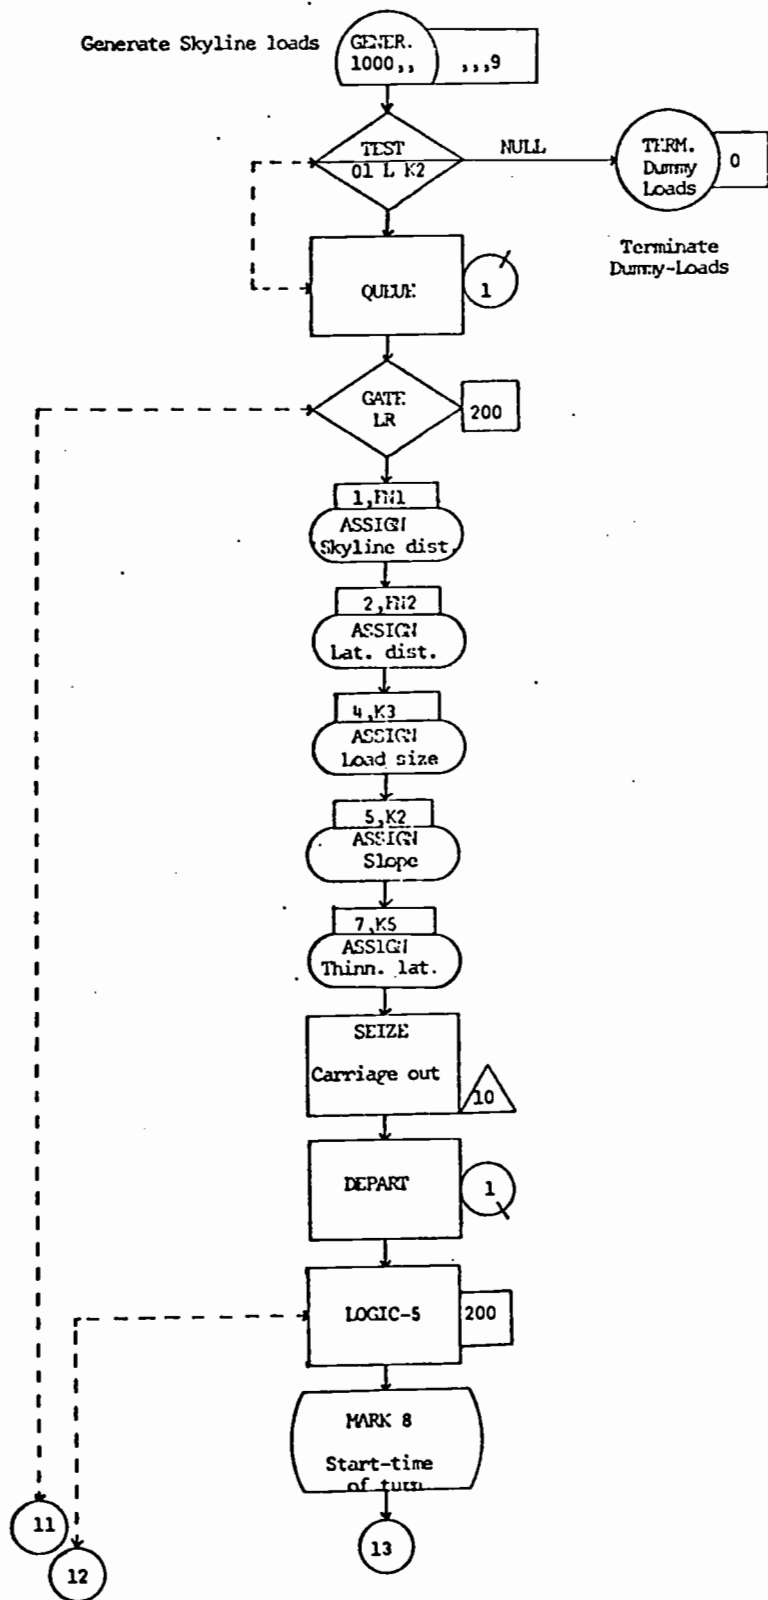 Generate Skyline loads
GENER.
1000,,
,,,9
TEST
01 L K2
NULL
TERM.
Dummy
Loads
0
Terminate
Dummy-Loads
QUEUE
1
GATE
LR
200
1,FN1
ASSIGN
Skyline dist.
2,FN2
ASSIGN
Lat. dist.
4,K3
ASSIGN
Load size
5,K2
ASSIGN
Slope
7,K5
ASSIGN
Thinn. lat.
SEIZE
Carriage out
10
DEPART
1
LOGIC-S
200
MARK 8
Start-time
of turn
11
12
13